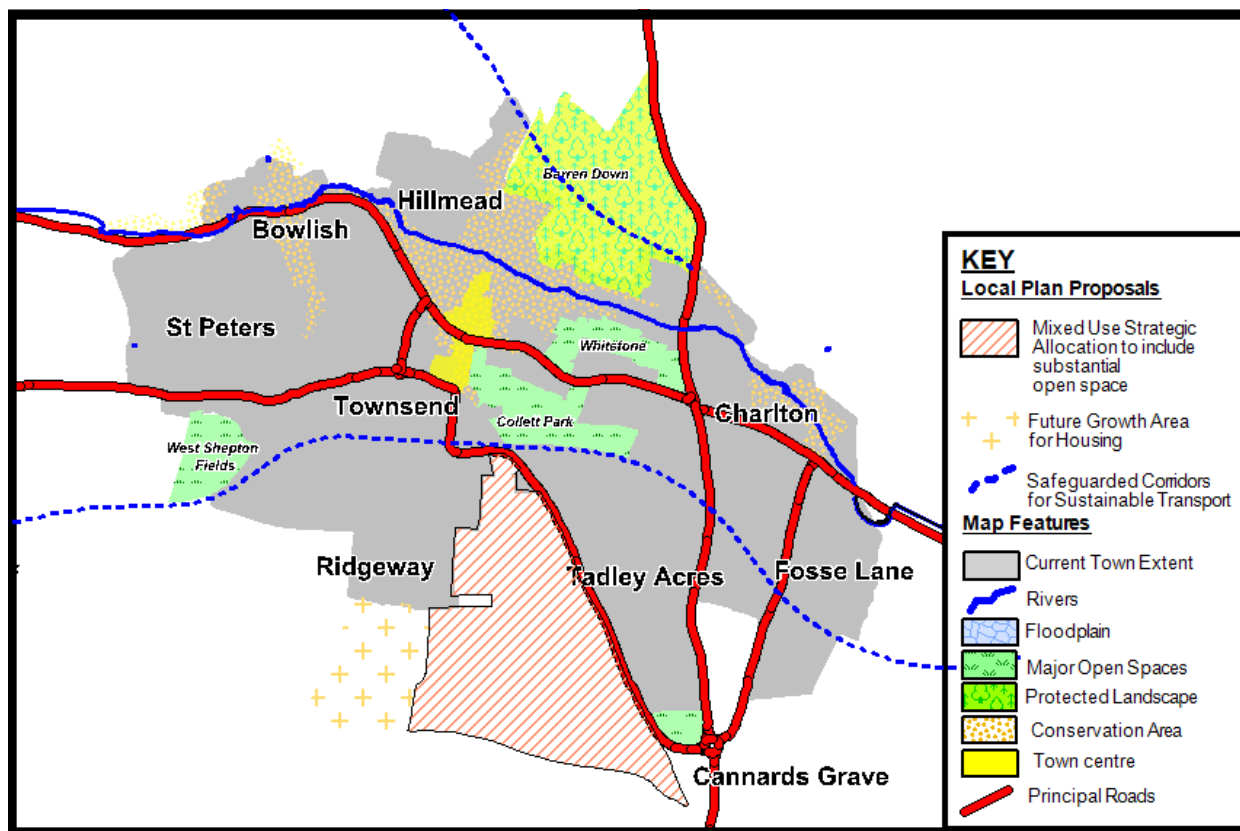 Barren Down
Hillmead
Bowlish
St Peters
Whitstone
Townsend
Charlton
Collett Park
West Shepton
Fields
Ridgeway
Tadley Acres
Fosse Lane
Cannards Grave
KEY
Local Plan Proposals
Mixed Use Strategic
Allocation to include
substantial
open space
Future Growth Area
for Housing
Safeguarded Corridors
for Sustainable Transport
Map Features
Current Town Extent
Rivers
Floodplain
Major Open Spaces
Protected Landscape
Conservation Area
Town centre
Principal Roads